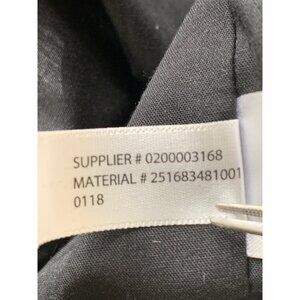 SUPPLIER # 0200003168
MATERIAL # 251683481001
0118